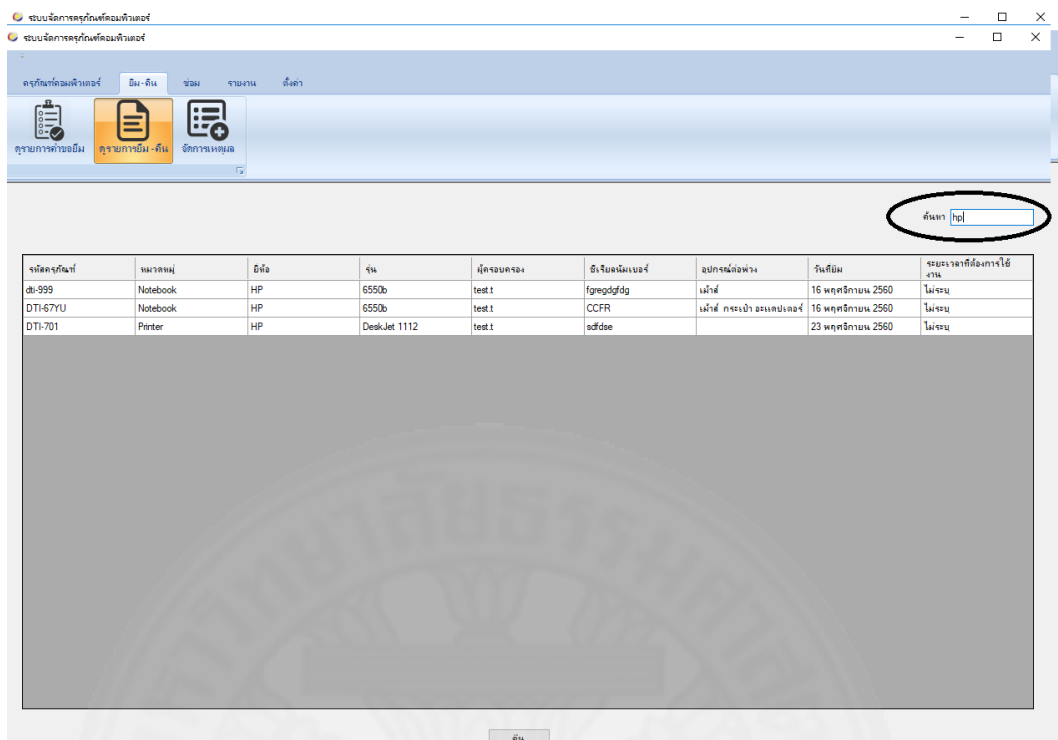 ระบบจัดการครุภัณฑ์คอมพิวเตอร์
ระบบจัดการครุภัณฑ์คอมพิวเตอร์
ครุภัณฑ์คอมพิวเตอร์ ยืม-คืน ซ่อม รายงาน ตั้งค่า
ดูรายการคำขอยืม ดูรายการยืม-คืน จัดการเหตุผล
ค้นหา hp
รหัสครุภัณฑ์ หมวดหมู่ ยี่ห้อ รุ่น ผู้ครอบครอง ซีเรียลนัมเบอร์ อุปกรณ์ต่อพ่วง วันที่ยืม ระยะเวลาที่ต้องการใช้
งาน
dti-999 Notebook HP 6550b test.t fgregdgfdg เม้าส์ 16 พฤศจิกายน 2560 ไม่ระบุ
DTI-67YU Notebook HP 6550b test.t CCFR เม้าส์ กระเป๋า อะแดปเตอร์ 16 พฤศจิกายน 2560 ไม่ระบุ
DTI-701 Printer HP DeskJet 1112 test.t sdfdse 23 พฤศจิกายน 2560 ไม่ระบุ
คืน